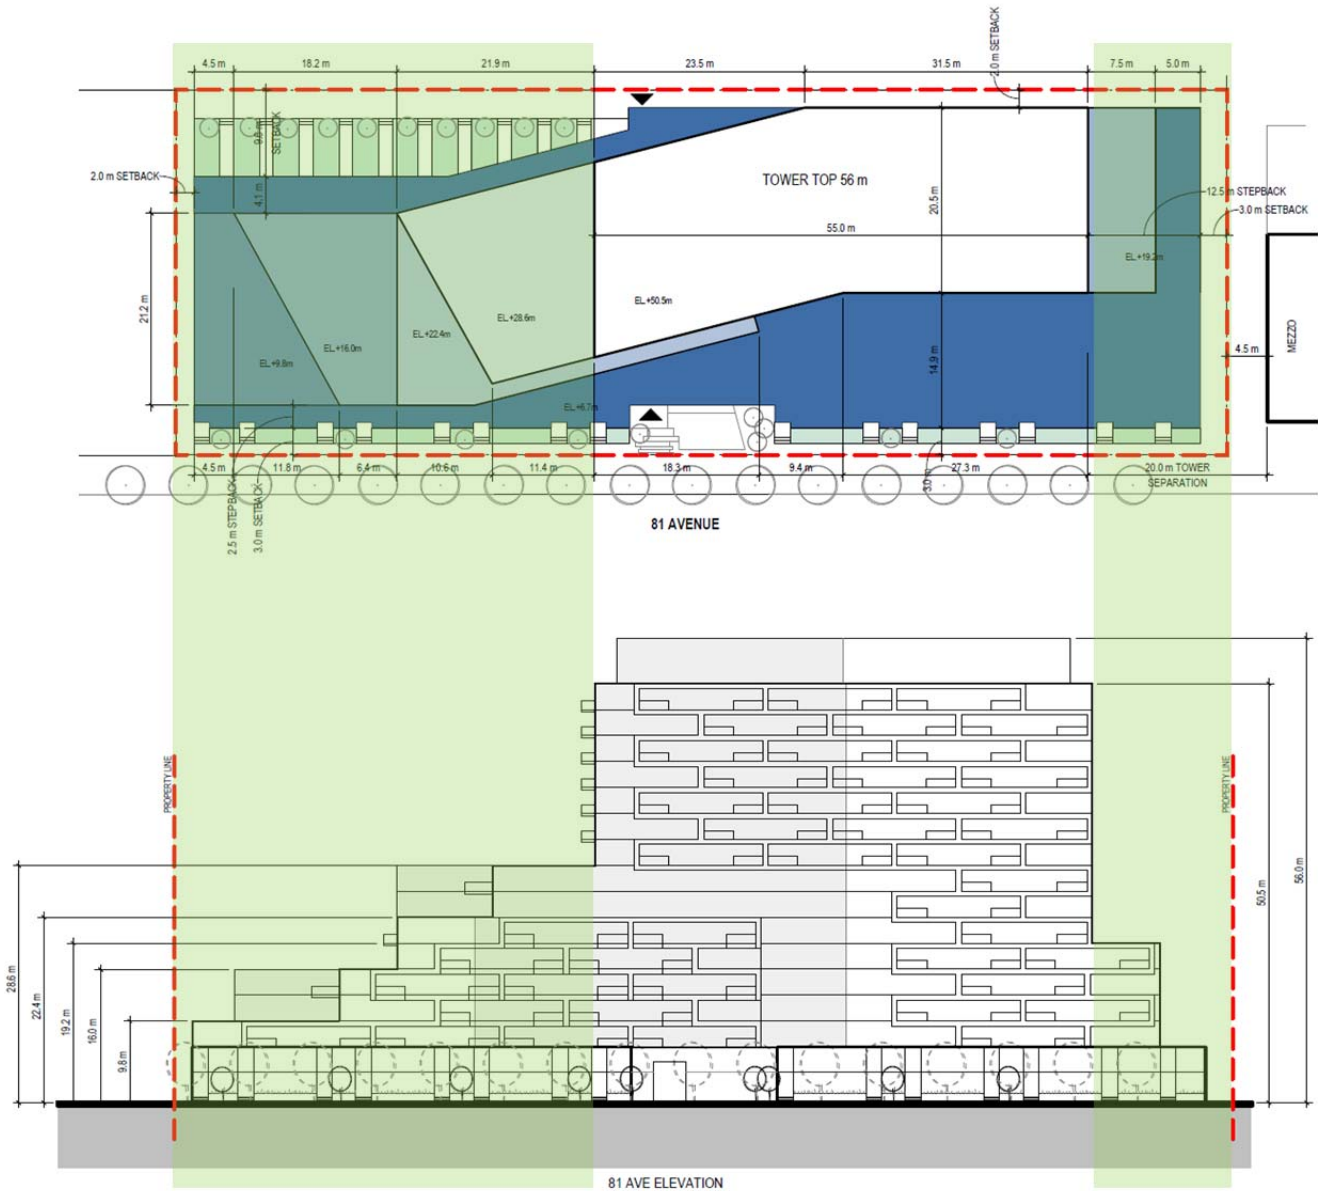 2.0 m SETBACK
4.5 m 18.2 m 21.9 m 23.5 m 31.5 m 7.5 m 5.0 m
9.0 m
SETBACK
2.0 m SETBACK
4.1 m
TOWER TOP 56 m
20.5 m
12.5 m STEPBACK
3.0 m SETBACK
55.0 m
EL.+19.2m
21.2 m
EL.+50.5m
EL.+28.6m
EL.+22.4m
EL.+16.0m
EL.+9.8m
14.9 m
4.5 m
MEZZO
EL.+6.7m
4.5 m 11.8 m 6.4 m 10.6 m 11.4 m 18.3 m 9.4 m 3.0 m 27.3 m 20.0 m TOWER
SEPARATION
2.5 m STEPBACK
3.0 m SETBACK
81 AVENUE
PROPERTY LINE
PROPERTY LINE
28.6 m
22.4 m
19.2 m
16.0 m
9.8 m
50.5 m
56.0 m
81 AVE ELEVATION